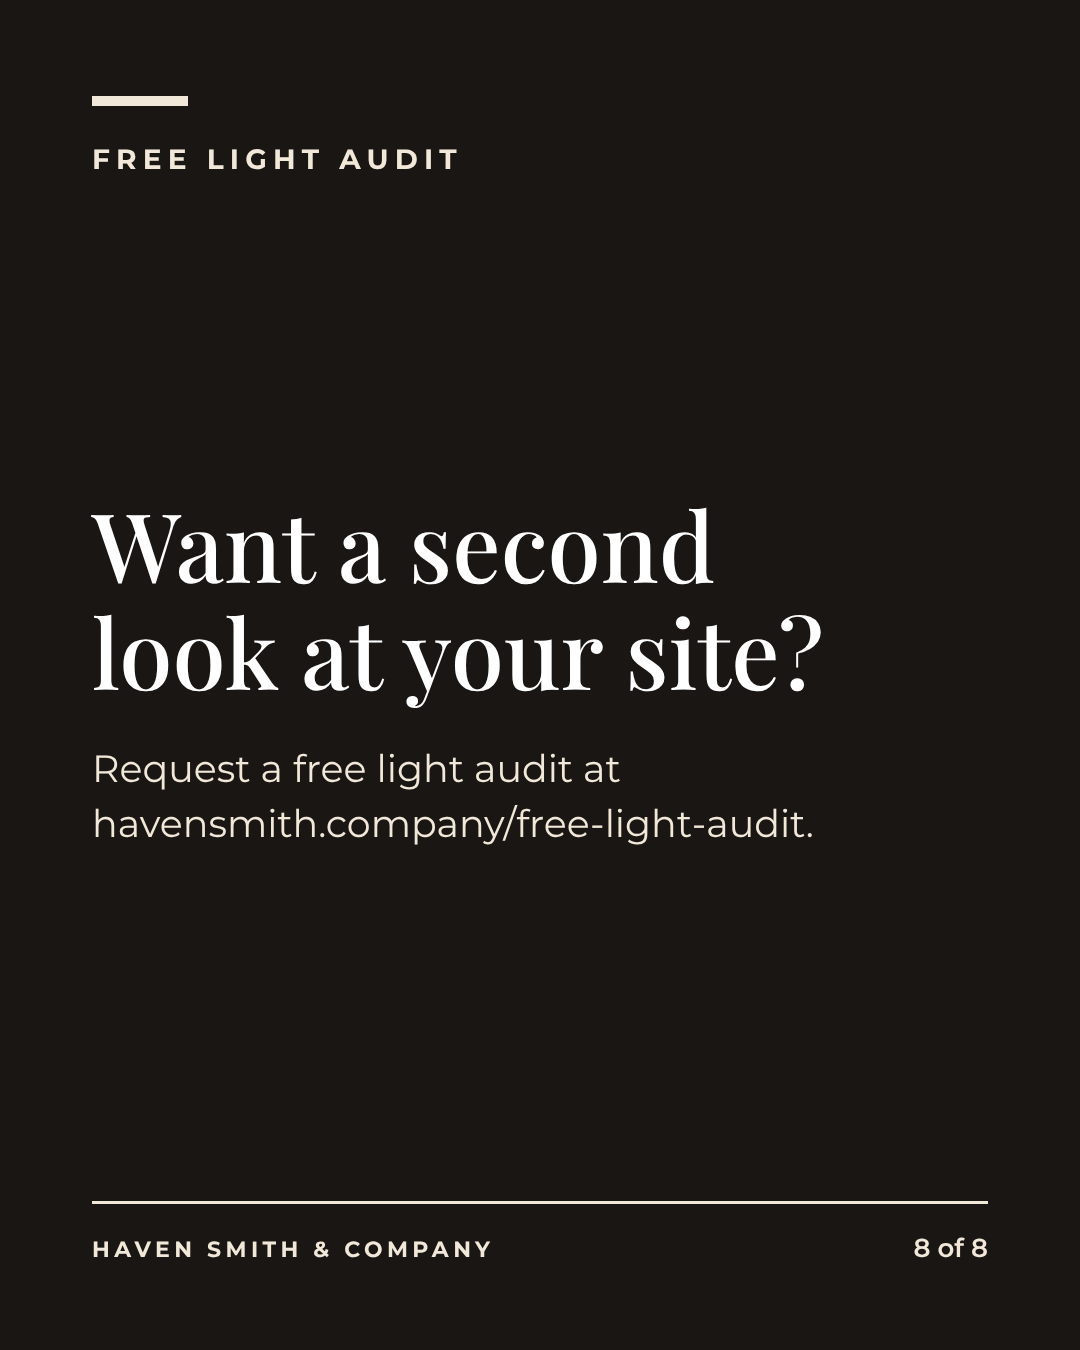 FREE LIGHT AUDIT
Want a second
look at your site?
Request a free light audit at
havensmith.company/free-light-audit.
HAVEN SMITH & COMPANY
8 of 8